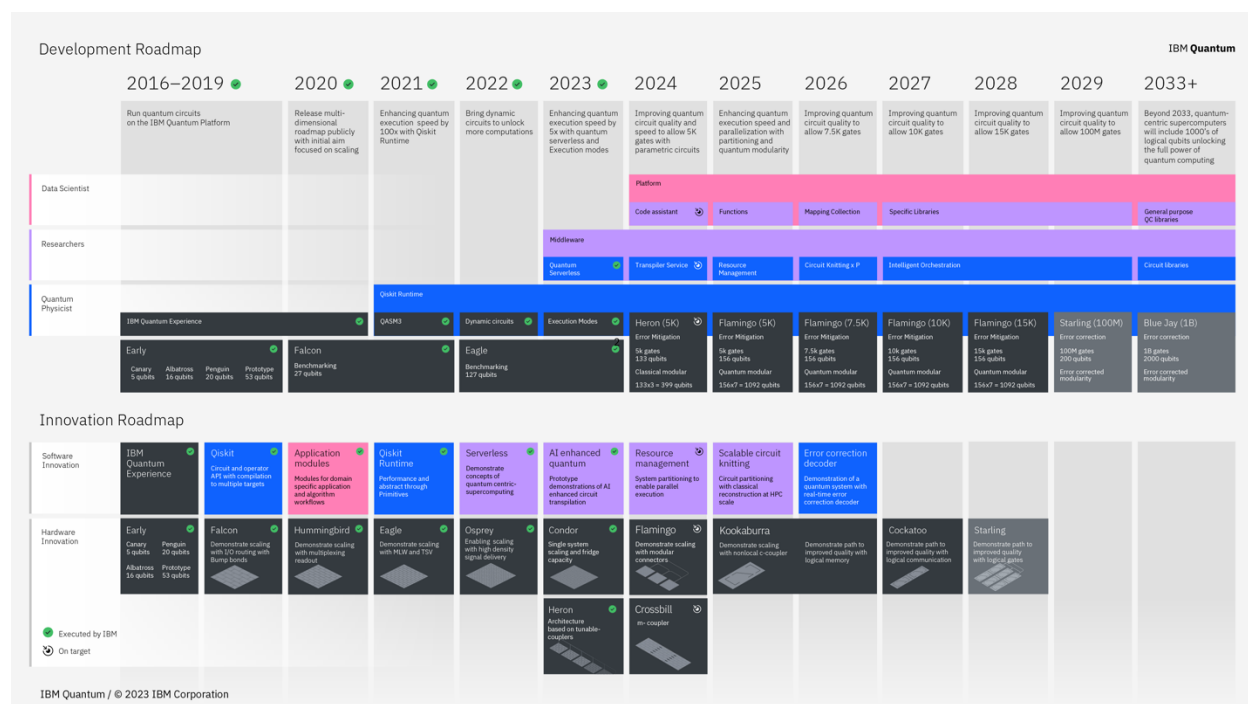 Development Roadmap
IBM Quantum
2016–2019
2020
2021
2022
2023
2024
2025
2026
2027
2028
2029
2033+
Run quantum circuits
on the IBM Quantum Platform
Release multi-
dimensional
roadmap publicly
with initial aim
focused on scaling
Enhancing quantum
execution speed by
100x with Qiskit
Runtime
Bring dynamic
circuits to unlock
more computations
Enhancing quantum
execution speed by
5x with quantum
serverless and
Execution modes
Improving quantum
circuit quality and
speed to allow 5K
gates with
parametric circuits
Enhancing quantum
execution speed and
parallelization with
partitioning and
quantum modularity
Improving quantum
circuit quality to
allow 7.5K gates
Improving quantum
circuit quality to
allow 10K gates
Improving quantum
circuit quality to
allow 15K gates
Improving quantum
circuit quality to
allow 100M gates
Beyond 2033, quantum-
centric supercomputers
will include 1000's of
logical qubits unlocking
the full power of
quantum computing
Data Scientist
Platform
Code assistant
Functions
Mapping Collection
Specific Libraries
General purpose
QC libraries
Researchers
Middleware
Quantum
Serverless
Transpiler Service
Resource
Management
Circuit Knitting x P
Intelligent Orchestration
Circuit libraries
Quantum
Physicist
Qiskit Runtime
IBM Quantum Experience
QASM3
Dynamic circuits
Execution Modes
Early
Canary
5 qubits
Albatross
16 qubits
Penguin
20 qubits
Prototype
53 qubits
Falcon
Benchmarking
27 qubits
Eagle
Benchmarking
127 qubits
Heron (5K)
Error Mitigation
5k gates
133 qubits
Classical modular
133x3 = 399 qubits
Flamingo (5K)
Error Mitigation
5k gates
156 qubits
Quantum modular
156x7 = 1092 qubits
Flamingo (7.5K)
Error Mitigation
7.5k gates
156 qubits
Quantum modular
156x7 = 1092 qubits
Flamingo (10K)
Error Mitigation
10k gates
156 qubits
Quantum modular
156x7 = 1092 qubits
Flamingo (15K)
Error Mitigation
15k gates
156 qubits
Quantum modular
156x7 = 1092 qubits
Starling (100M)
Error correction
100M gates
200 qubits
Error corrected
modularity
Blue Jay (1B)
Error correction
1B gates
2000 qubits
Error corrected
modularity
Innovation Roadmap
Software
Innovation
IBM
Quantum
Experience
Qiskit
Circuit and operator
API with compilation
to multiple targets
Application
modules
Modules for domain
specific application
and algorithm
workflows
Qiskit
Runtime
Performance and
abstract through
Primitives
Serverless
Demonstrate
concepts of
quantum centric-
supercomputing
AI enhanced
quantum
Prototype
demonstrations of AI
enhanced circuit
transpilation
Resource
management
System partitioning to
enable parallel
execution
Scalable circuit
knitting
Circuit partitioning
with classical
reconstruction at HPC
scale
Error correction
decoder
Demonstration of a
quantum system with
real-time error
correction decoder
Hardware
Innovation
Early
Canary
5 qubits
Penguin
20 qubits
Albatross
16 qubits
Prototype
53 qubits
Falcon
Demonstrate scaling
with I/O routing with
Bump bonds
Hummingbird
Demonstrate scaling
with multiplexing
readout
Eagle
Demonstrate scaling
with MLW and TSV
Osprey
Enabling scaling
with high density
signal delivery
Condor
Single system
scaling and fridge
capacity
Flamingo
Demonstrate scaling
with modular
connectors
Kookaburra
Demonstrate scaling
with nonlocal c-coupler
Demonstrate path to
improved quality with
logical memory
Cockatoo
Demonstrate path to
improved quality with
logical communication
Starling
Demonstrate path to
improved quality
with logical gates
Heron
Architecture
based on tunable-
couplers
Crossbill
m- coupler
Executed by IBM
On target
IBM Quantum / © 2023 IBM Corporation